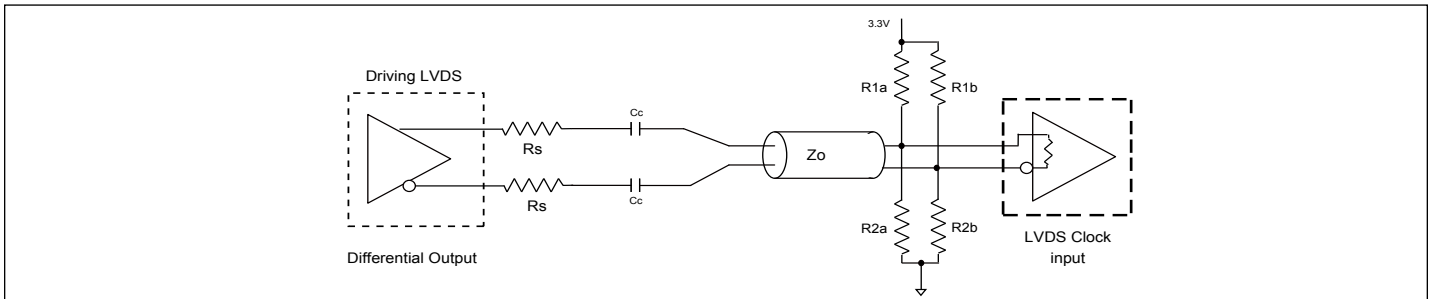 3.3V
Driving LVDS
R1a
R1b
Cc
Rs
Zo
Cc
Rs
R2a
R2b
LVDS Clock
input
Differential Output